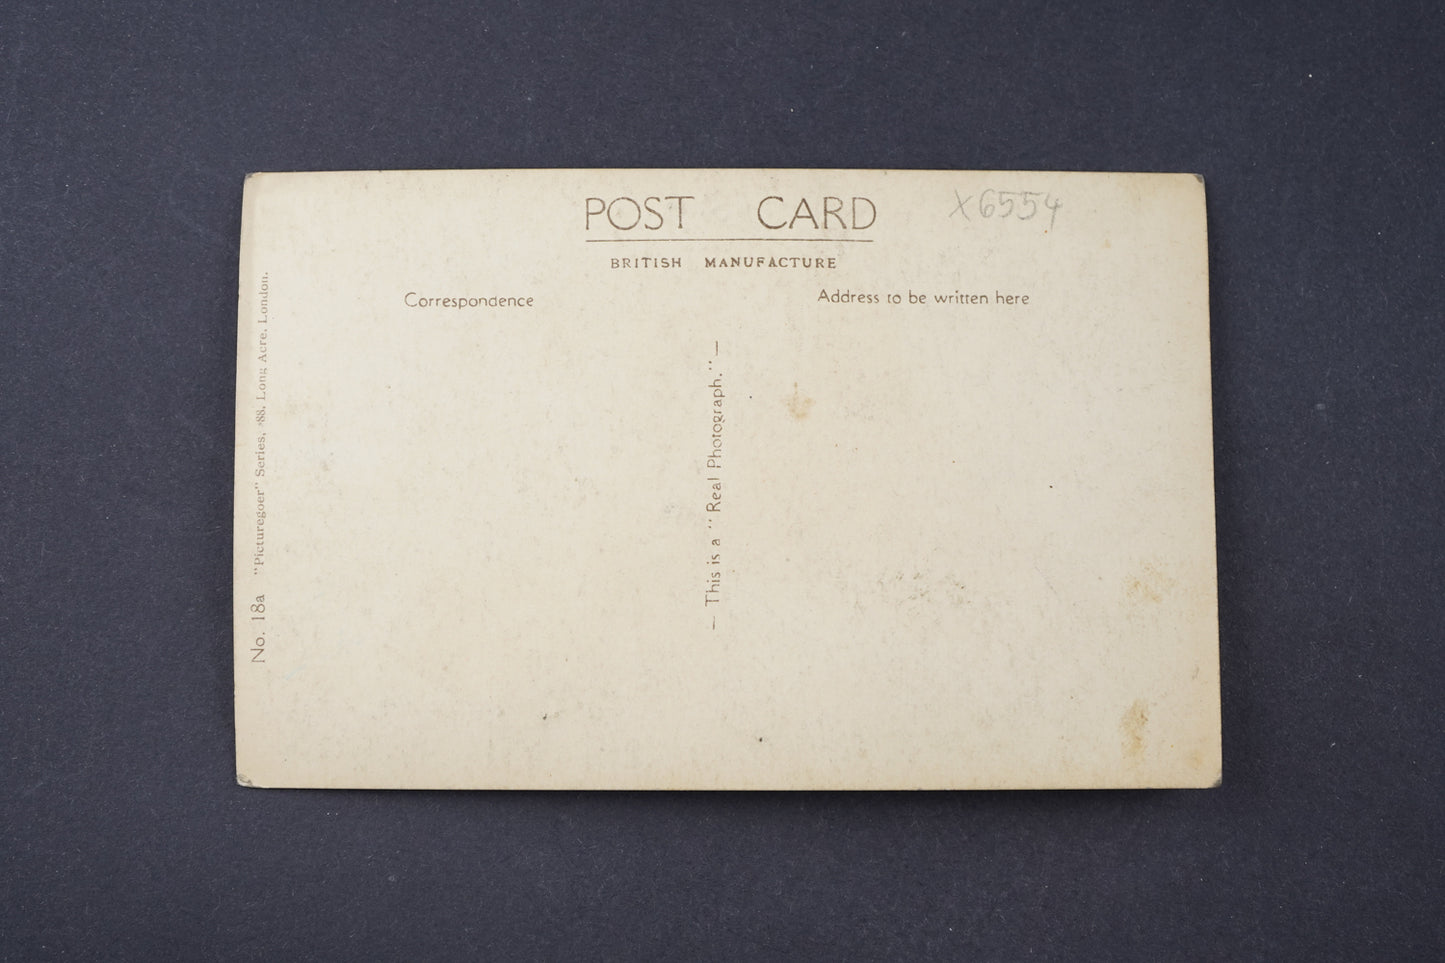 POST CARD
X6554
BRITISH MANUFACTURE
Correspondence
Address to be written here
— This is a "Real Photograph." —
No. 18a "Picturegoer" Series, 88, Long Acre, London.